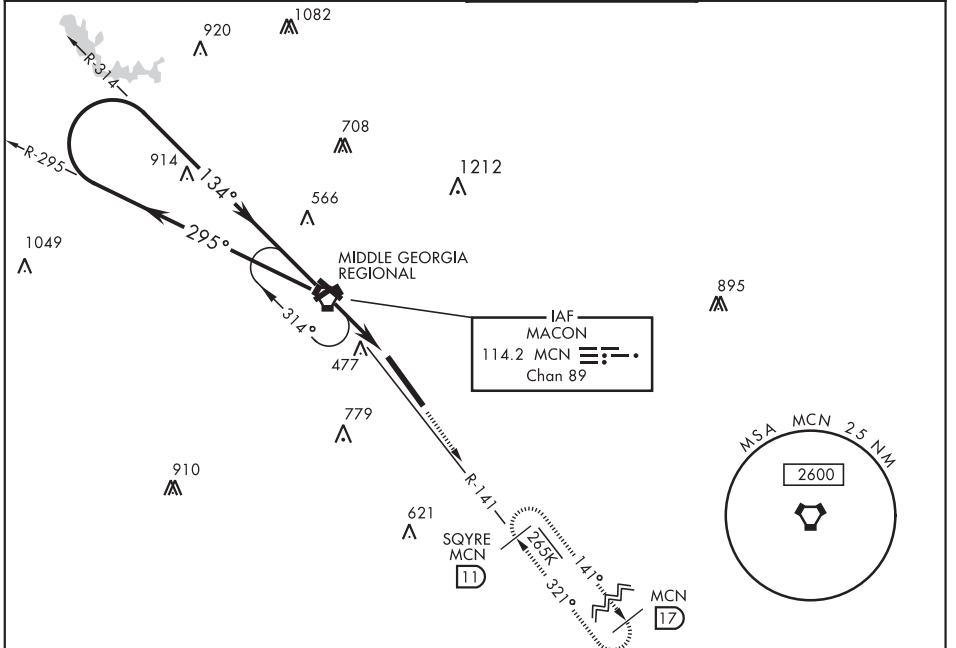 1082
920
R-314
708
R-295
914
134°
1212
566
295°
1049
MIDDLE GEORGIA
REGIONAL
895
314°
IAF
MACON
114.2 MCN
Chan 89
477
779
MSA MCN 25 NM
2600
910
R-141
621
SQYRE
MCN
11
265K
141°
321°
MCN
17